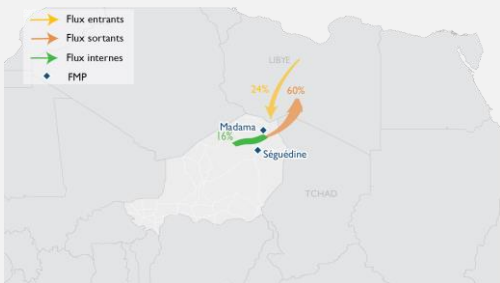 Flux entrants
Flux sortants
Flux internes
FMP
LIBYE
24%
60%
Madama
16%
Séguédine
TCHAD